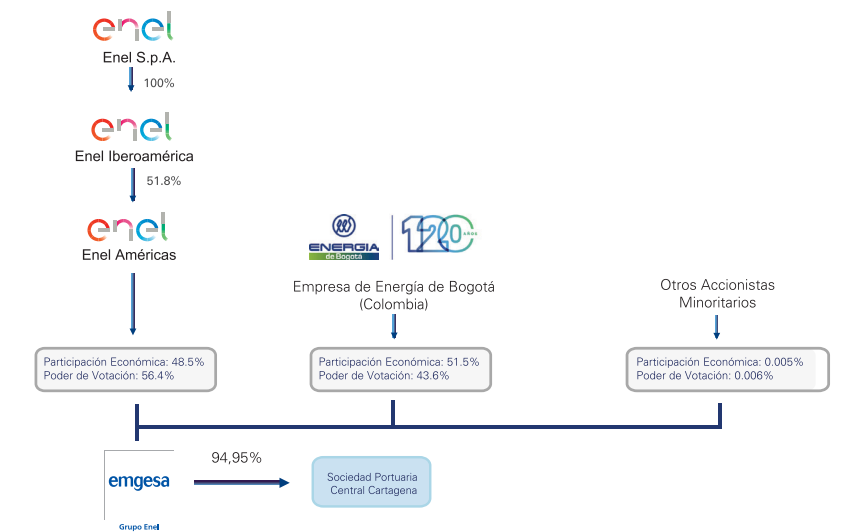 enel
Enel S.p.A.
100%
enel
Enel Iberoamérica
51.8%
enel
Enel Américas
ENERGIA
de Bogotá
120 AÑOS
Empresa de Energía de Bogotá
(Colombia)
Otros Accionistas
Minoritarios
Participación Económica: 48.5%
Poder de Votación: 56.4%
Participación Económica: 51.5%
Poder de Votación: 43.6%
Participación Económica: 0.005%
Poder de Votación: 0.006%
emgesa
Grupo Enel
94,95%
Sociedad Portuaria
Central Cartagena